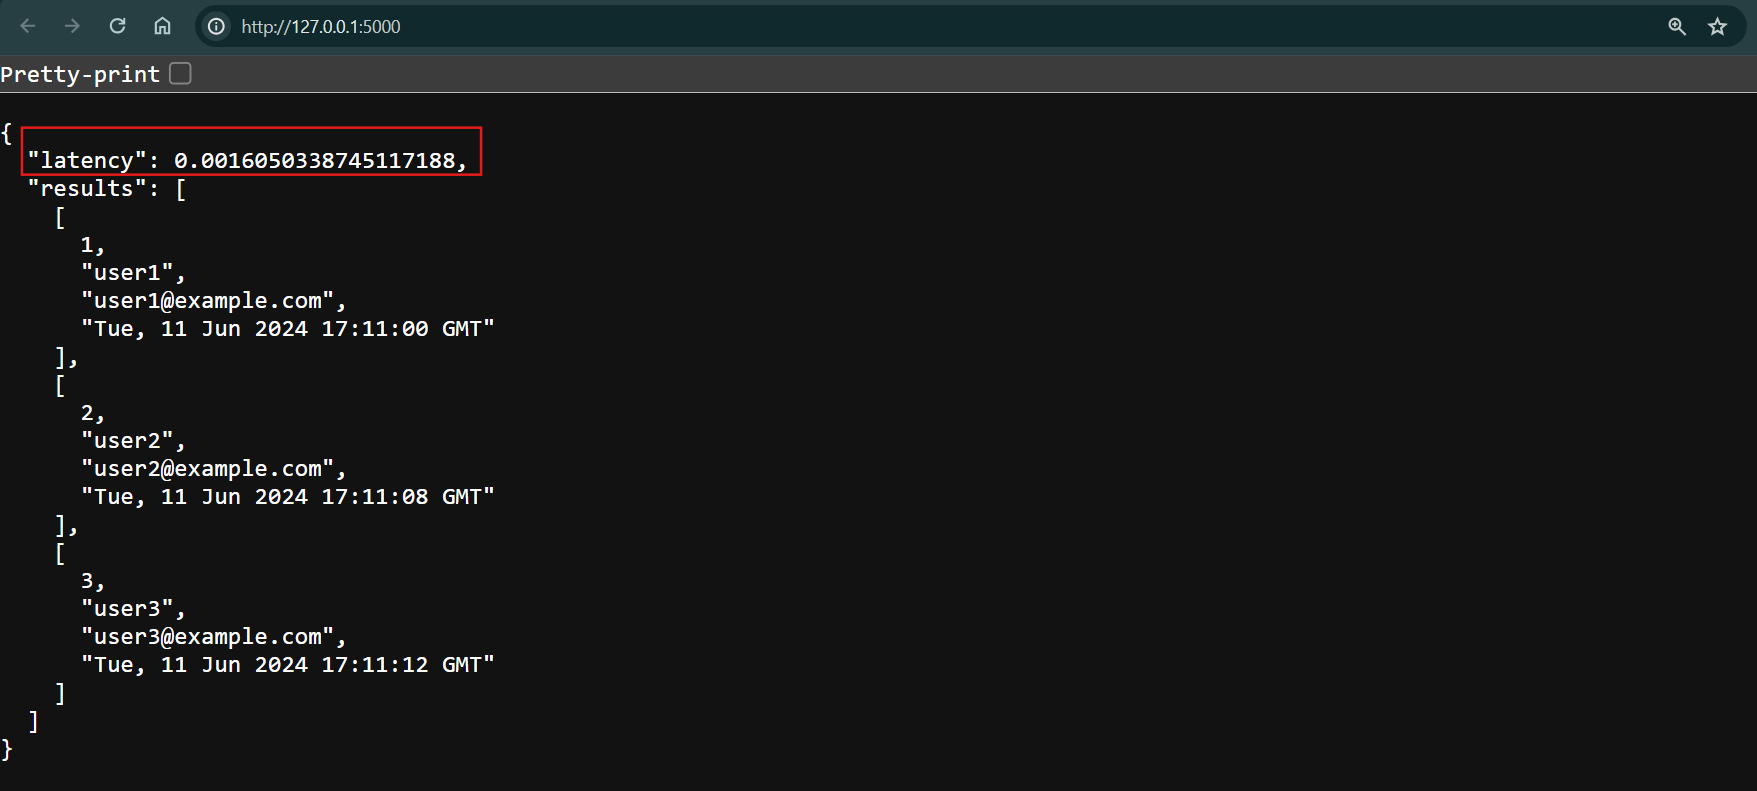 http://127.0.0.1:5000
Pretty-print
{
  "latency": 0.0016050338745117188,
  "results": [
    [
      1,
      "user1",
      "user1@example.com",
      "Tue, 11 Jun 2024 17:11:00 GMT"
    ],
    [
      2,
      "user2",
      "user2@example.com",
      "Tue, 11 Jun 2024 17:11:08 GMT"
    ],
    [
      3,
      "user3",
      "user3@example.com",
      "Tue, 11 Jun 2024 17:11:12 GMT"
    ]
  ]
}